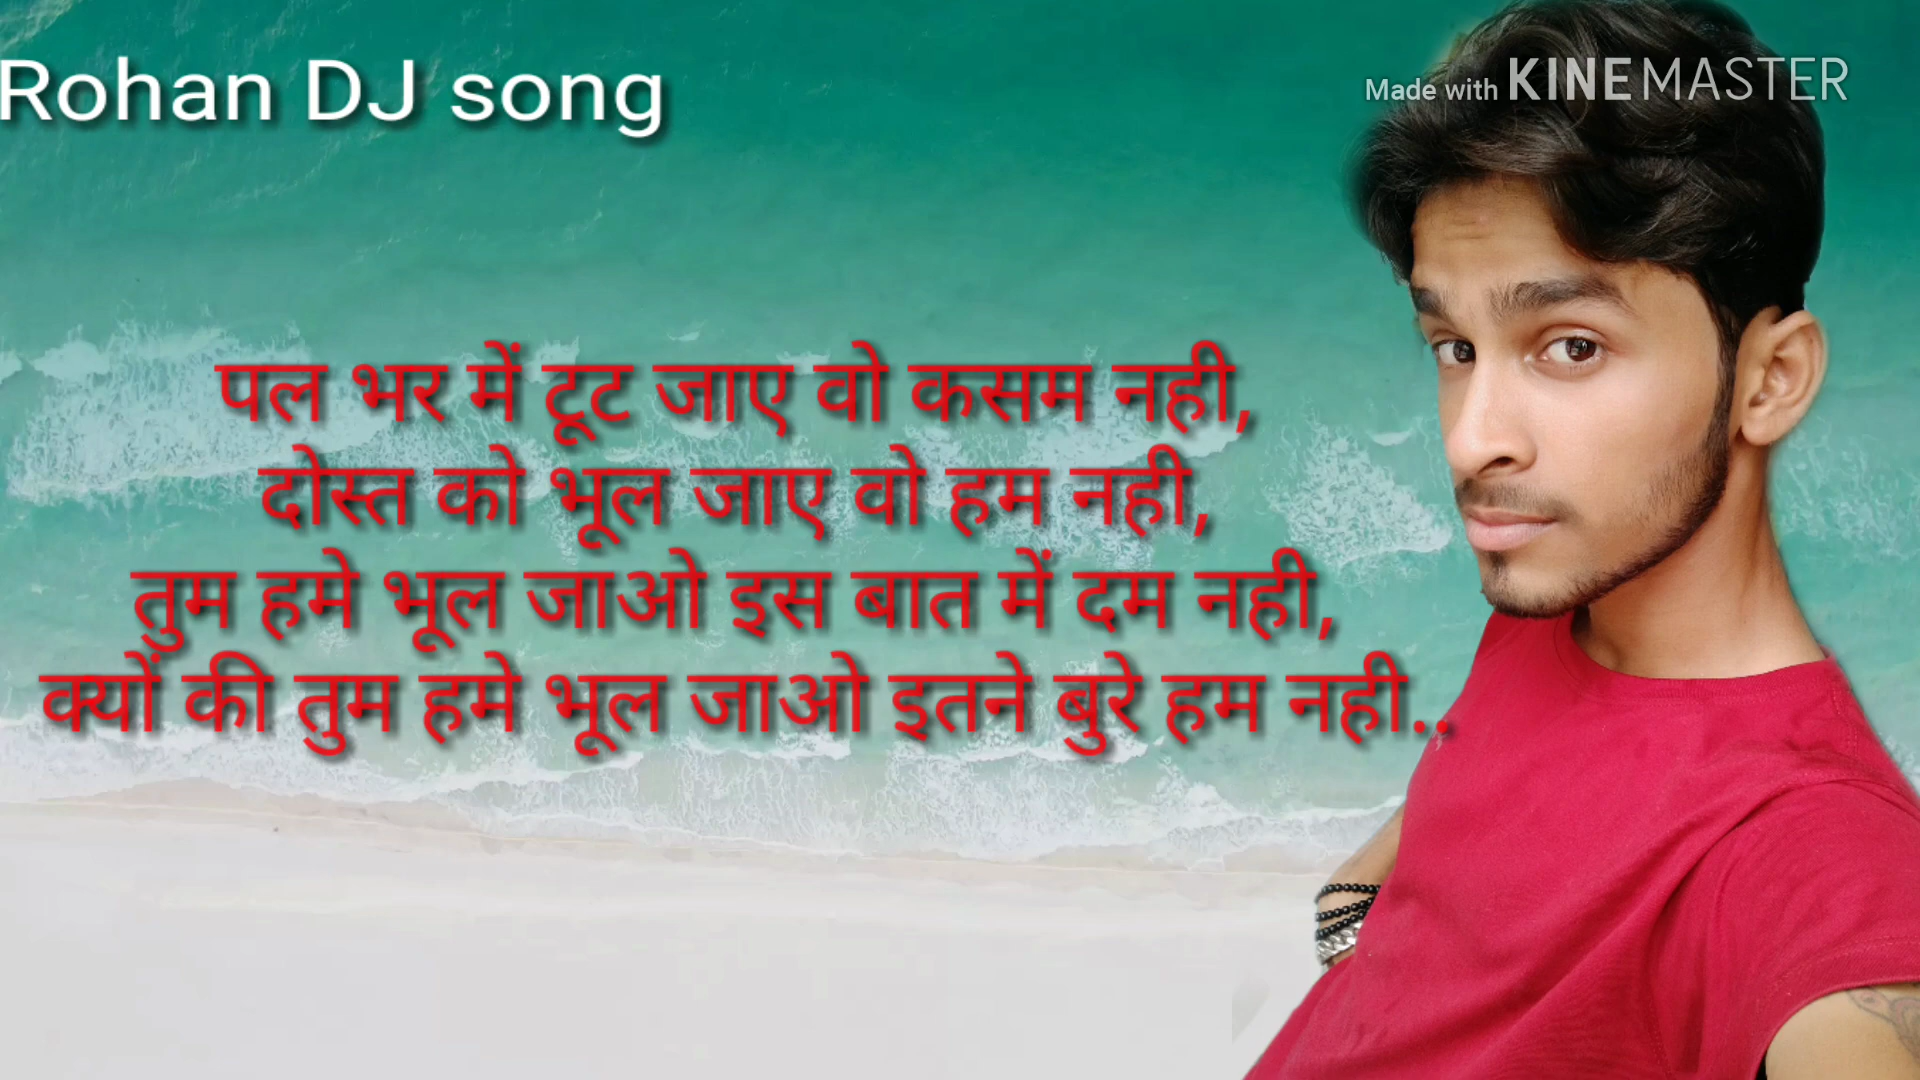 Rohan DJ song
Made with KINEMASTER
पल भर में टूट जाए वो कसम नही,
दोस्त को भूल जाए वो हम नही,
तुम हमे भूल जाओ इस बात में दम नही,
क्यों की तुम हमे भूल जाओ इतने बुरे हम नही..